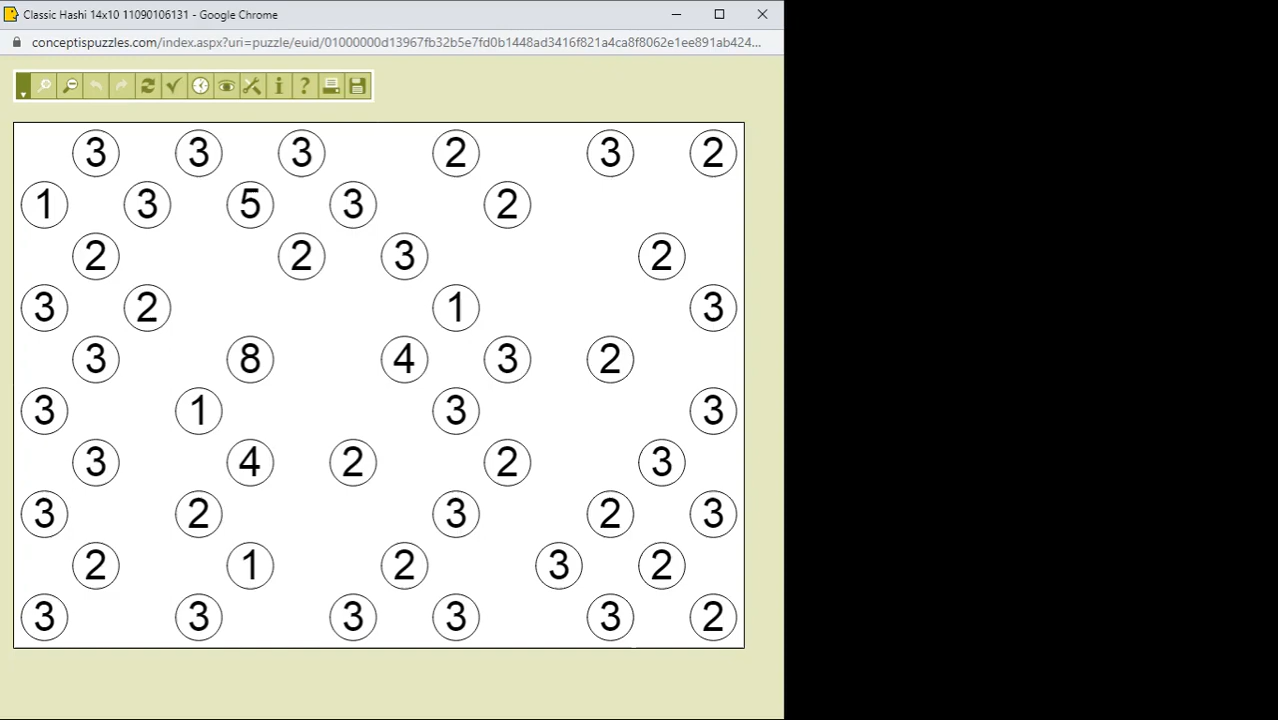 Classic Hashi 14x10 11090106131 - Google Chrome
conceptispuzzles.com/index.aspx?uri=puzzle/euid/01000000d13967fb32b5e7fd0b1448ad3416f821a4ca8f8062e1ee891ab424...
i ?
3 3 3 2 3 2
1 3 5 3 2
2 2 3 2
3 2 1 3
3 8 4 3 2
3 1 3 3
3 4 2 2 3
3 2 3 2 3
2 1 2 3 2
3 3 3 3 3 2